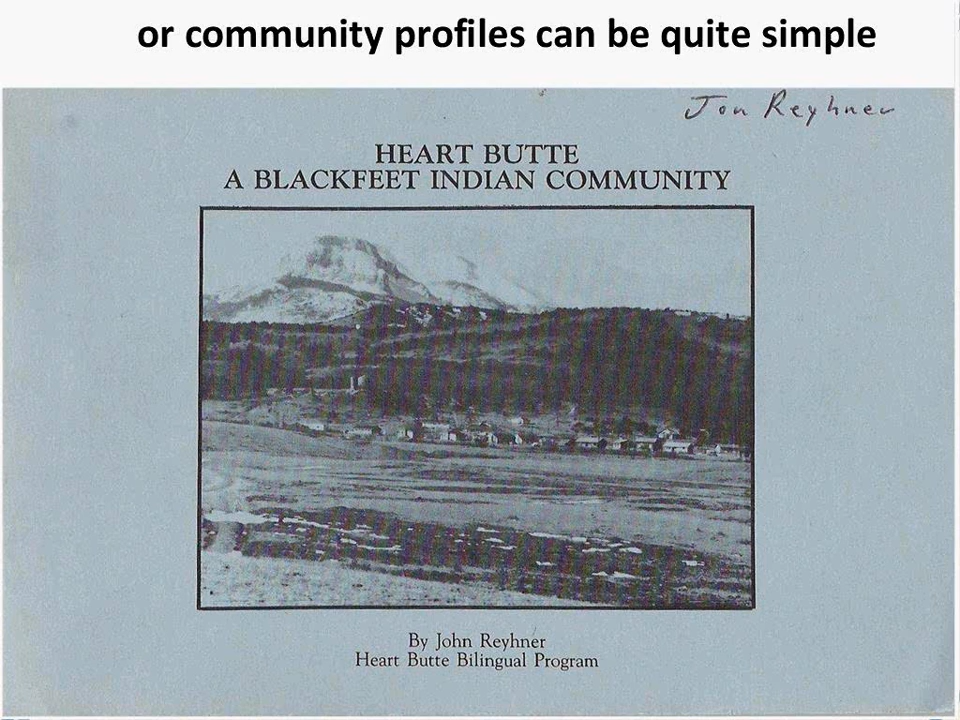 or community profiles can be quite simple
Jon Reyhner
HEART BUTTE
A BLACKFEET INDIAN COMMUNITY
By John Reyhner
Heart Butte Bilingual Program